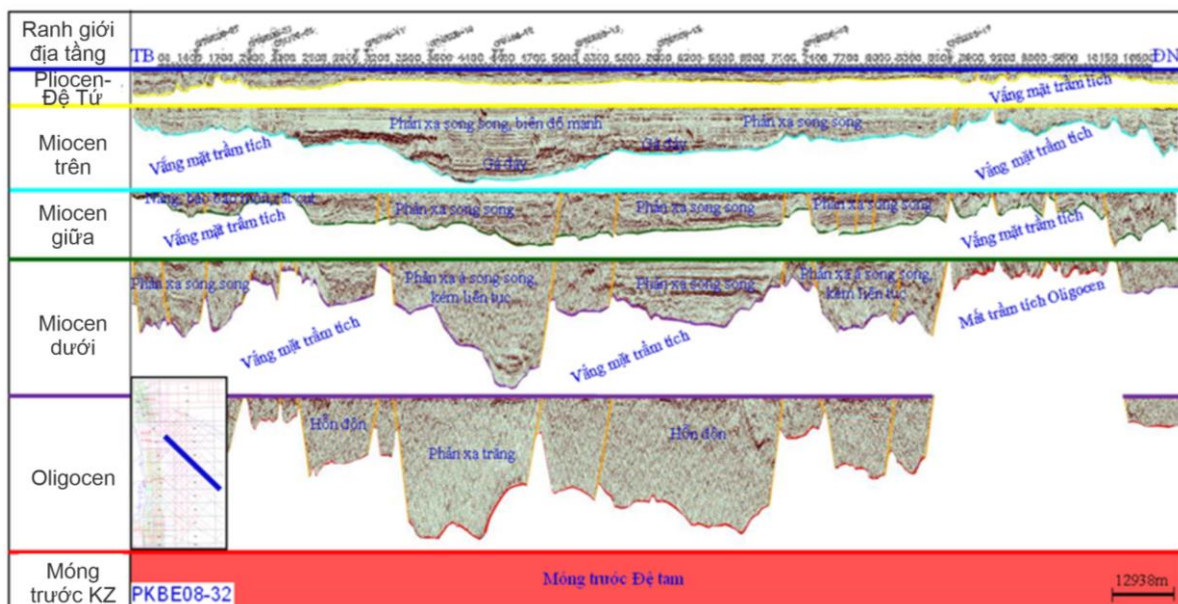 Ranh giới
địa tầng
TB
ĐN
Pliocen-
Đệ Tứ
Vắng mặt trầm tích
Miocen
trên
Phản xạ song song, biên độ mạnh
Phản xạ song song
Vắng mặt trầm tích
Gá đáy
Gá đáy
Vắng mặt trầm tích
Miocen
giữa
Phản xạ song song
Phản xạ song song
Phản xạ song song
Vắng mặt trầm tích
Vắng mặt trầm tích
Miocen
dưới
Phản xạ song song
Phản xạ á song song,
kém liên tục
Phản xạ song song
Phản xạ á song song,
kém liên tục
Vắng mặt trầm tích
Vắng mặt trầm tích
Mất trầm tích Oligocen
Oligocen
Hỗn độn
Phản xạ trắng
Hỗn độn
Móng
trước KZ
PKBE08-32
Móng trước Đệ tam
12938m